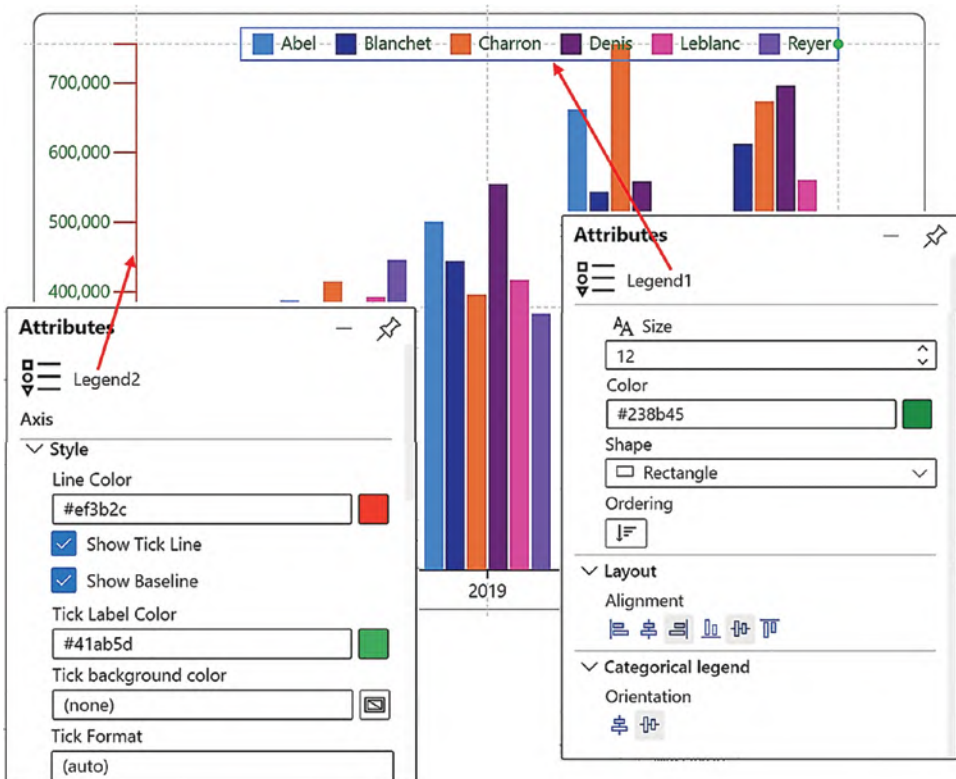 Abel Blanchet Charron Denis Leblanc Reyer
700,000
600,000
500,000
400,000
2019
Attributes
Legend2
Axis
Style
Line Color
#ef3b2c
Show Tick Line
Show Baseline
Tick Label Color
#41ab5d
Tick background color
(none)
Tick Format
(auto)
Attributes
Legend1
AA Size
12
Color
#238b45
Shape
Rectangle
Ordering
Layout
Alignment
Categorical legend
Orientation